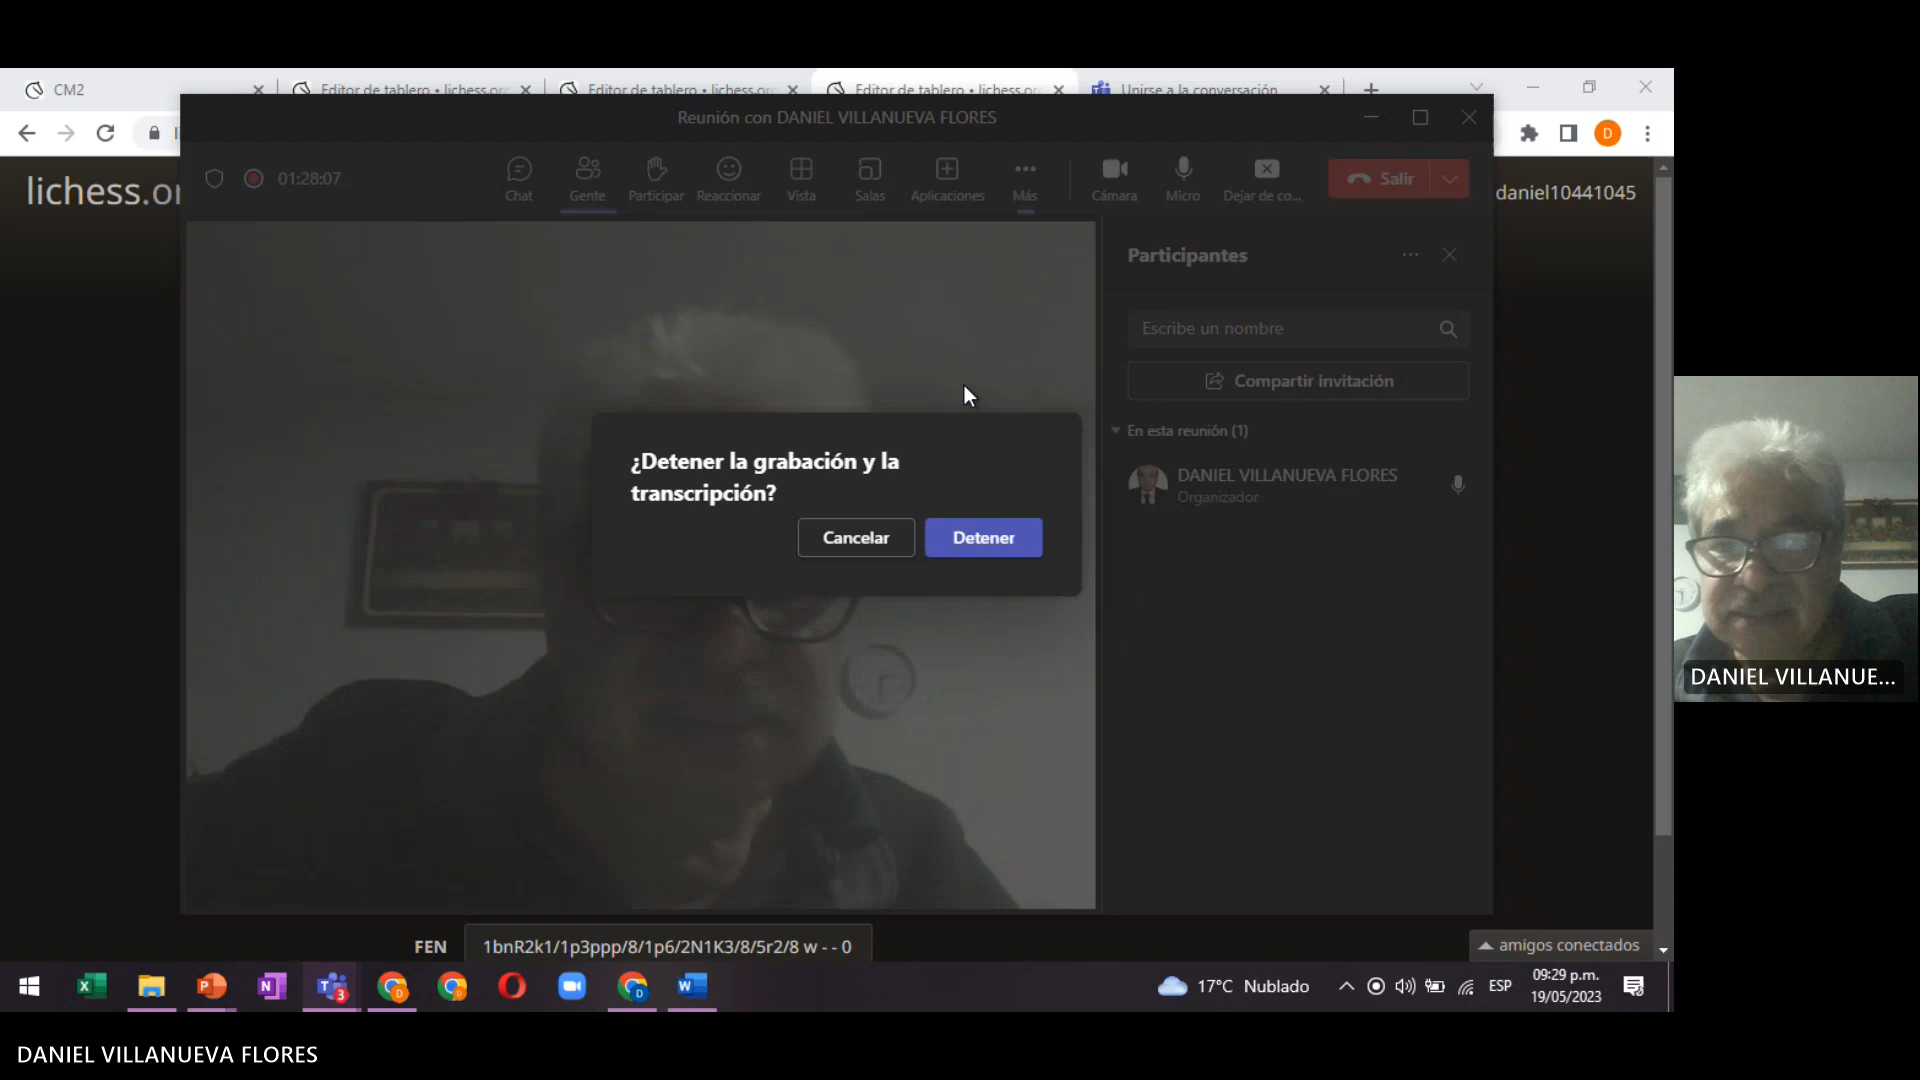 CM2
Editor de tablero • lichess.org
Editor de tablero • lichess.org
Editor de tablero • lichess.org
Unirse a la conversación
Reunión con DANIEL VILLANUEVA FLORES
D
lichess.or
daniel10441045
01:28:07
Chat
Gente
Participar
Reaccionar
Vista
Salas
Aplicaciones
Más
Cámara
Micro
Dejar de co...
Salir
Participantes
Escribe un nombre
Compartir invitación
En esta reunión (1)
DANIEL VILLANUEVA FLORES
Organizador
¿Detener la grabación y la
transcripción?
Cancelar
Detener
DANIEL VILLANUE...
FEN
1bnR2k1/1p3ppp/8/1p6/2N1K3/8/5r2/8 w - - 0
amigos conectados
17°C Nublado
ESP
09:29 p.m.
19/05/2023
DANIEL VILLANUEVA FLORES